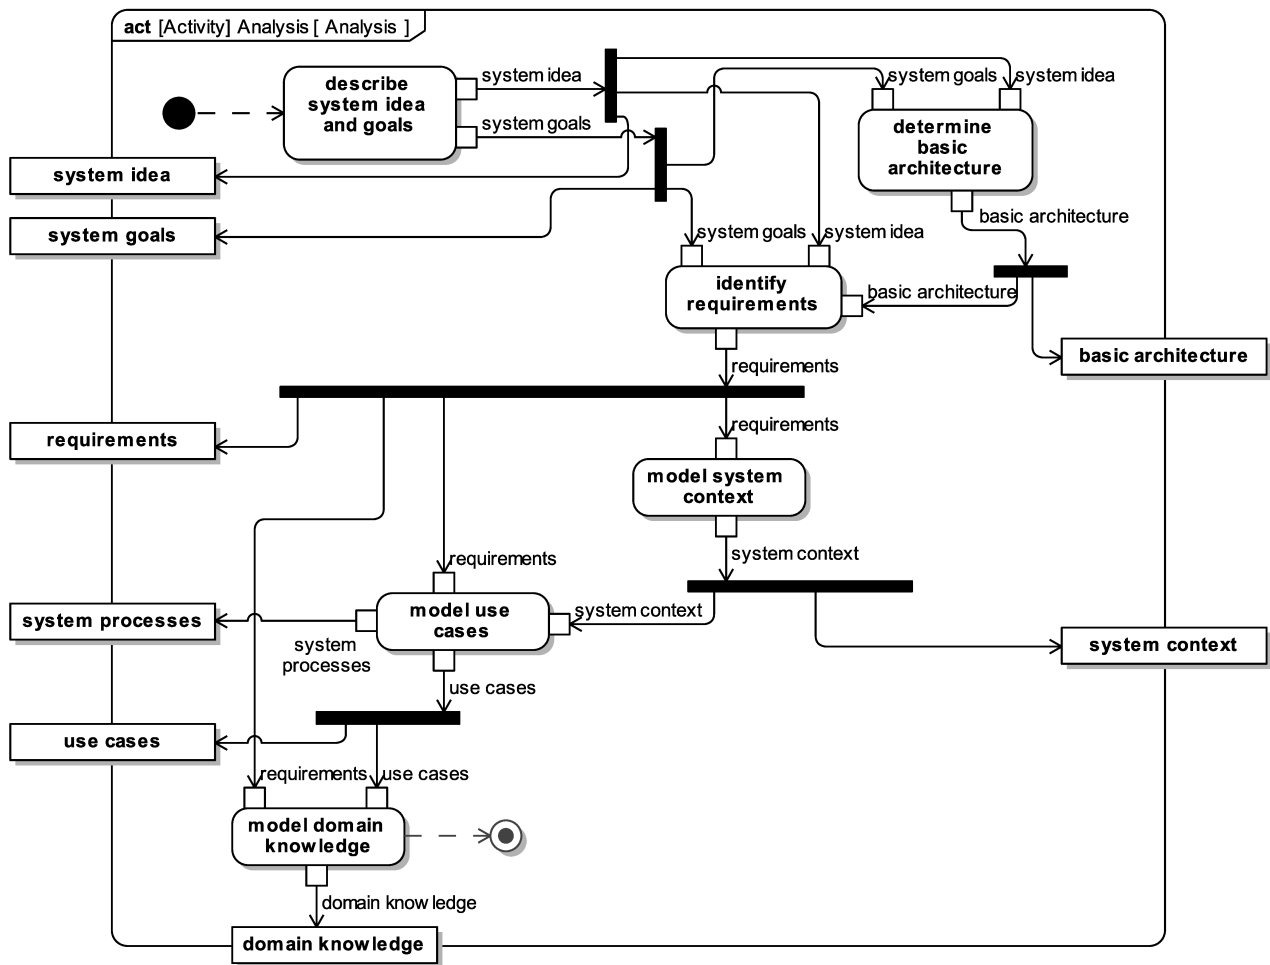 act [Activity] Analysis [ Analysis ]
describe
system idea
and goals
system idea
system goals
system goals
system idea
determine
basic
architecture
system idea
system goals
basic architecture
system goals
system idea
identify
requirements
basic architecture
basic architecture
requirements
requirements
requirements
model system
context
requirements
system context
model use
cases
system context
system processes
system
processes
system context
use cases
use cases
requirements
use cases
model domain
knowledge
domain knowledge
domain knowledge